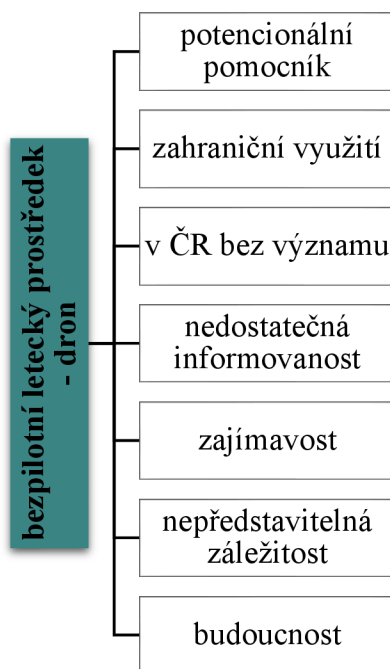 bezpilotní letecký prostředek
- dron
potencionální
pomocník
zahraniční využití
v ČR bez významu
nedostatečná
informovanost
zajímavost
nepředstavitelná
záležitost
budoucnost